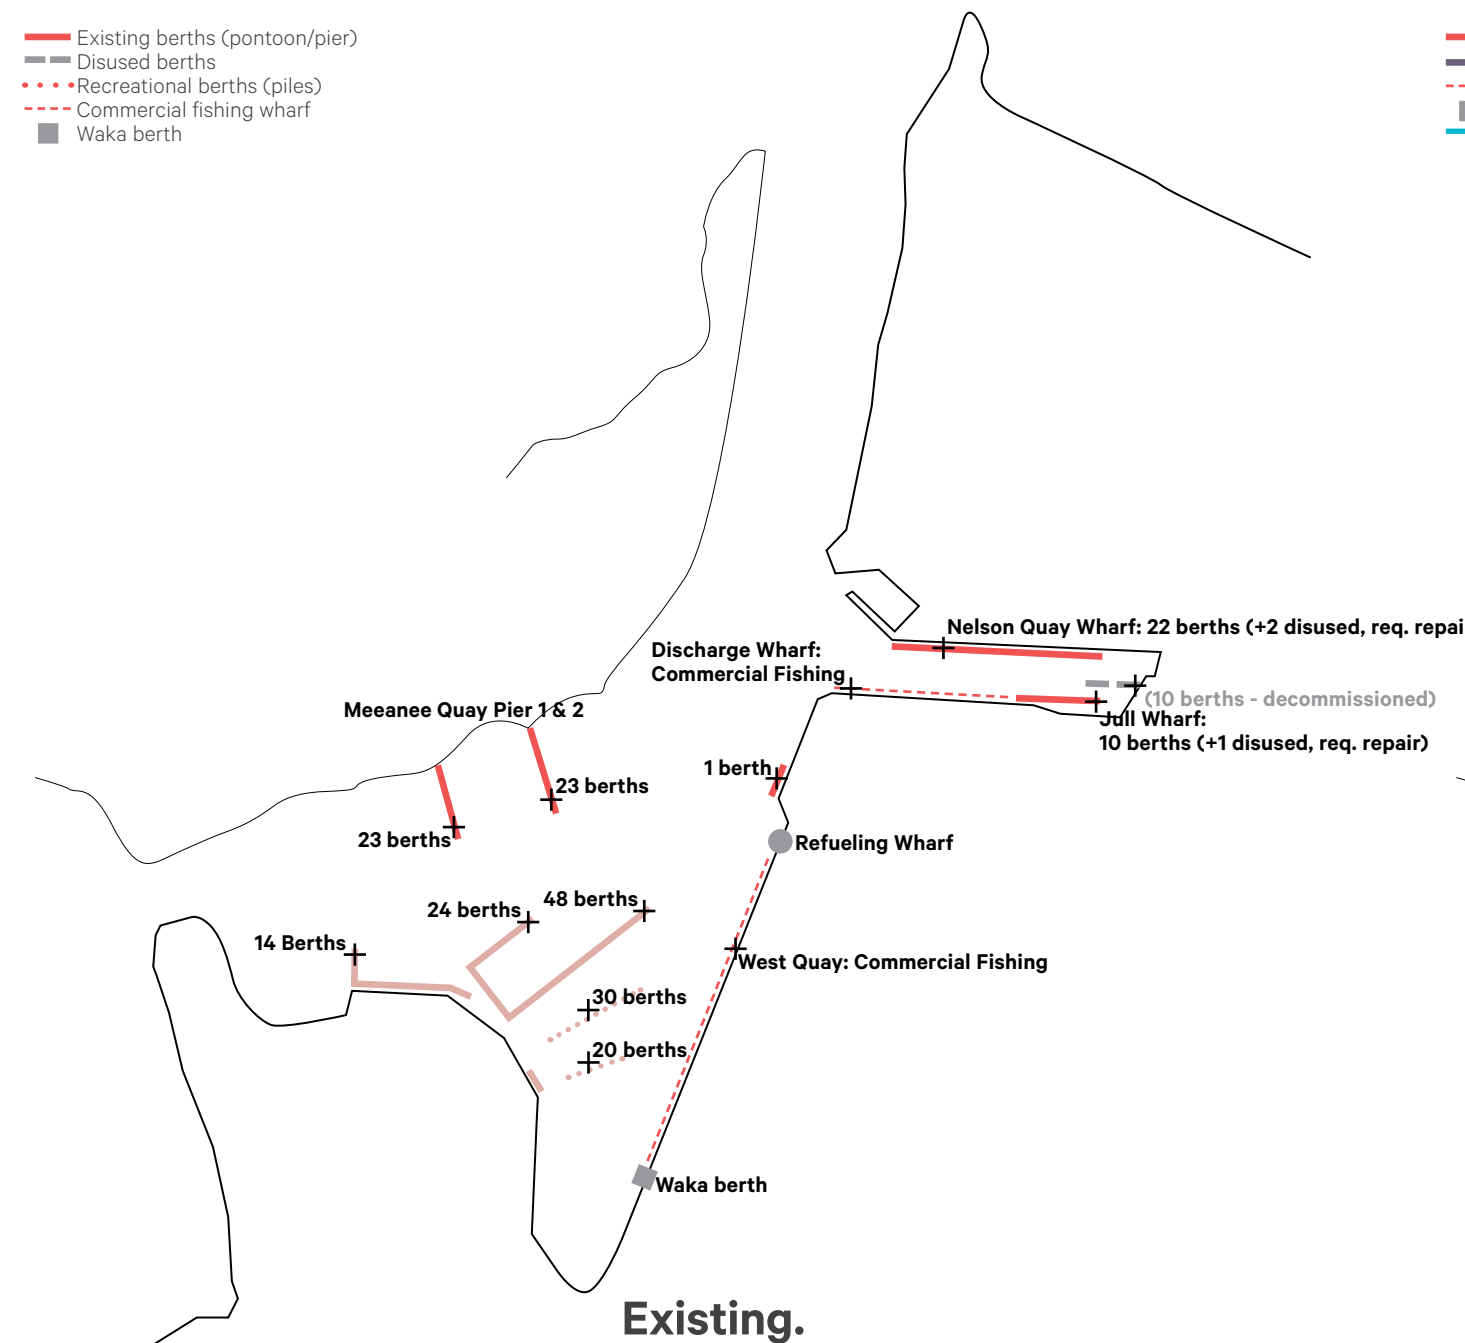 Existing berths (pontoon/pier)
Disused berths
Recreational berths (piles)
Commercial fishing wharf
Waka berth
Nelson Quay Wharf: 22 berths (+2 disused, req. repai
Discharge Wharf:
Commercial Fishing
(10 berths - decommissioned)
Jull Wharf:
10 berths (+1 disused, req. repair)
Meeanee Quay Pier 1 & 2
1 berth
23 berths
23 berths
Refueling Wharf
48 berths
24 berths
14 Berths
West Quay: Commercial Fishing
30 berths
20 berths
Waka berth
Existing.